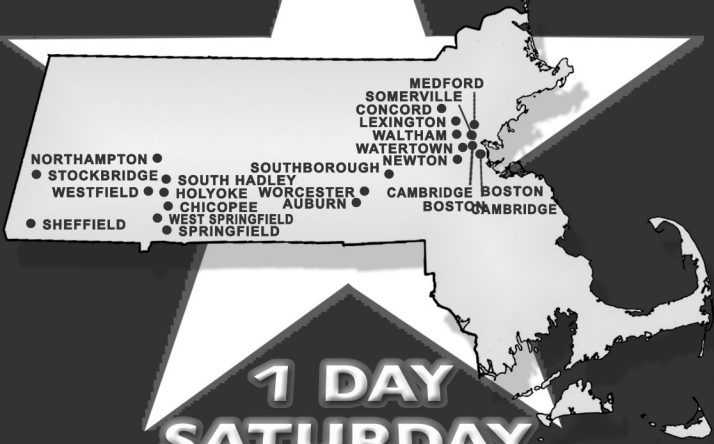 MEDFORD
SOMERVILLE
CONCORD
LEXINGTON
WALTHAM
WATERTOWN
NEWTON
NORTHAMPTON
STOCKBRIDGE
SOUTHBOROUGH
SOUTH HADLEY
WESTFIELD
HOLYOKE
WORCESTER
CAMBRIDGE
BOSTON
AUBURN
CHICOPEE
BOSTON
CAMBRIDGE
WEST SPRINGFIELD
SHEFFIELD
SPRINGFIELD
1 DAY
SATURDAY